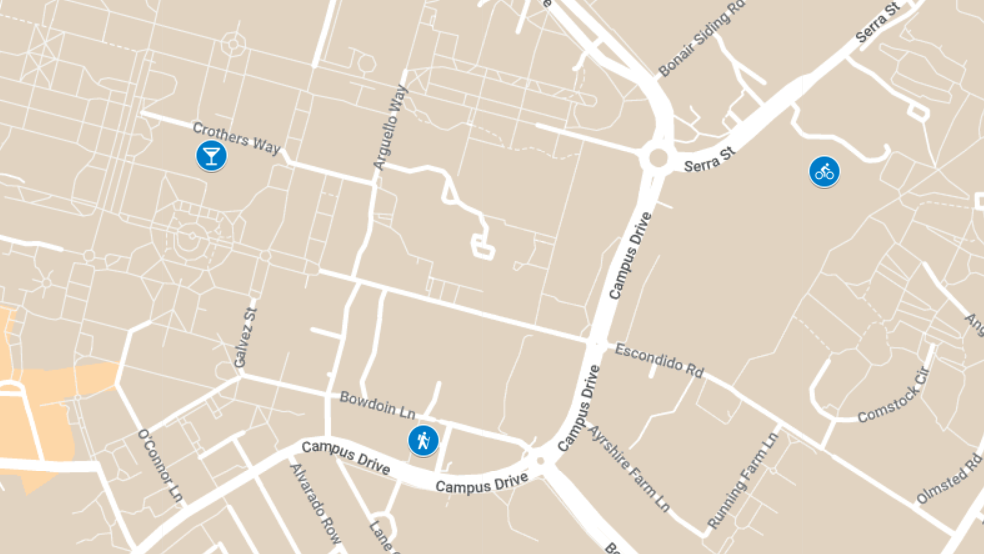 Bonair Siding Rd
Serra St
Crothers Way
Arguello Way
Serra St
Campus Drive
Galvez St
Escondido Rd
Campus Drive
Comstock Cir
Bowdoin Ln
O'Connor Ln
Campus Drive
Campus Drive
Ayrshire Farm Ln
Running Farm Ln
Olmsted Rd
Alvarado Row
Lane